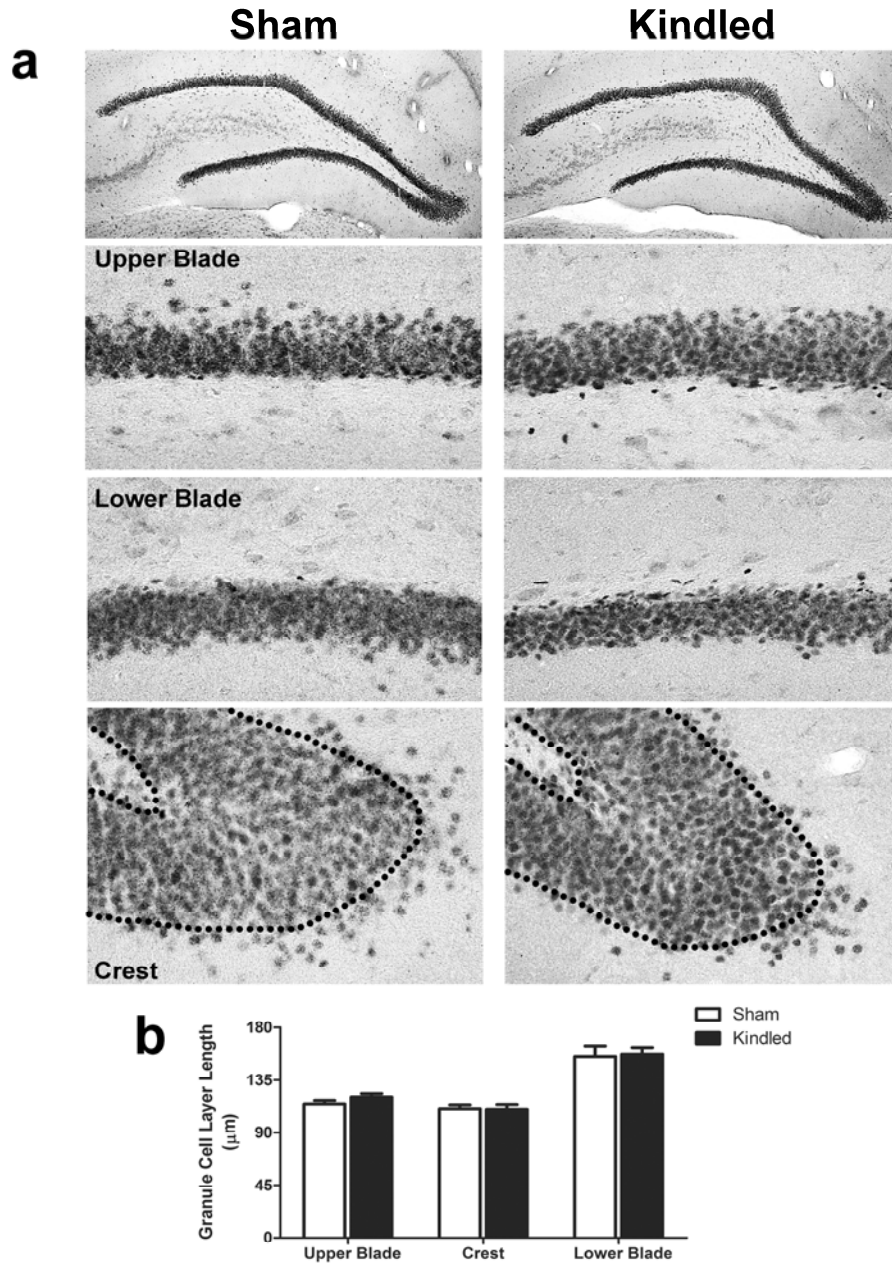 Sham
Kindled
a
Upper Blade
Lower Blade
Crest
b
Sham
Kindled
Granule Cell Layer Length
(μm)
180
135
90
45
0
Upper Blade
Crest
Lower Blade